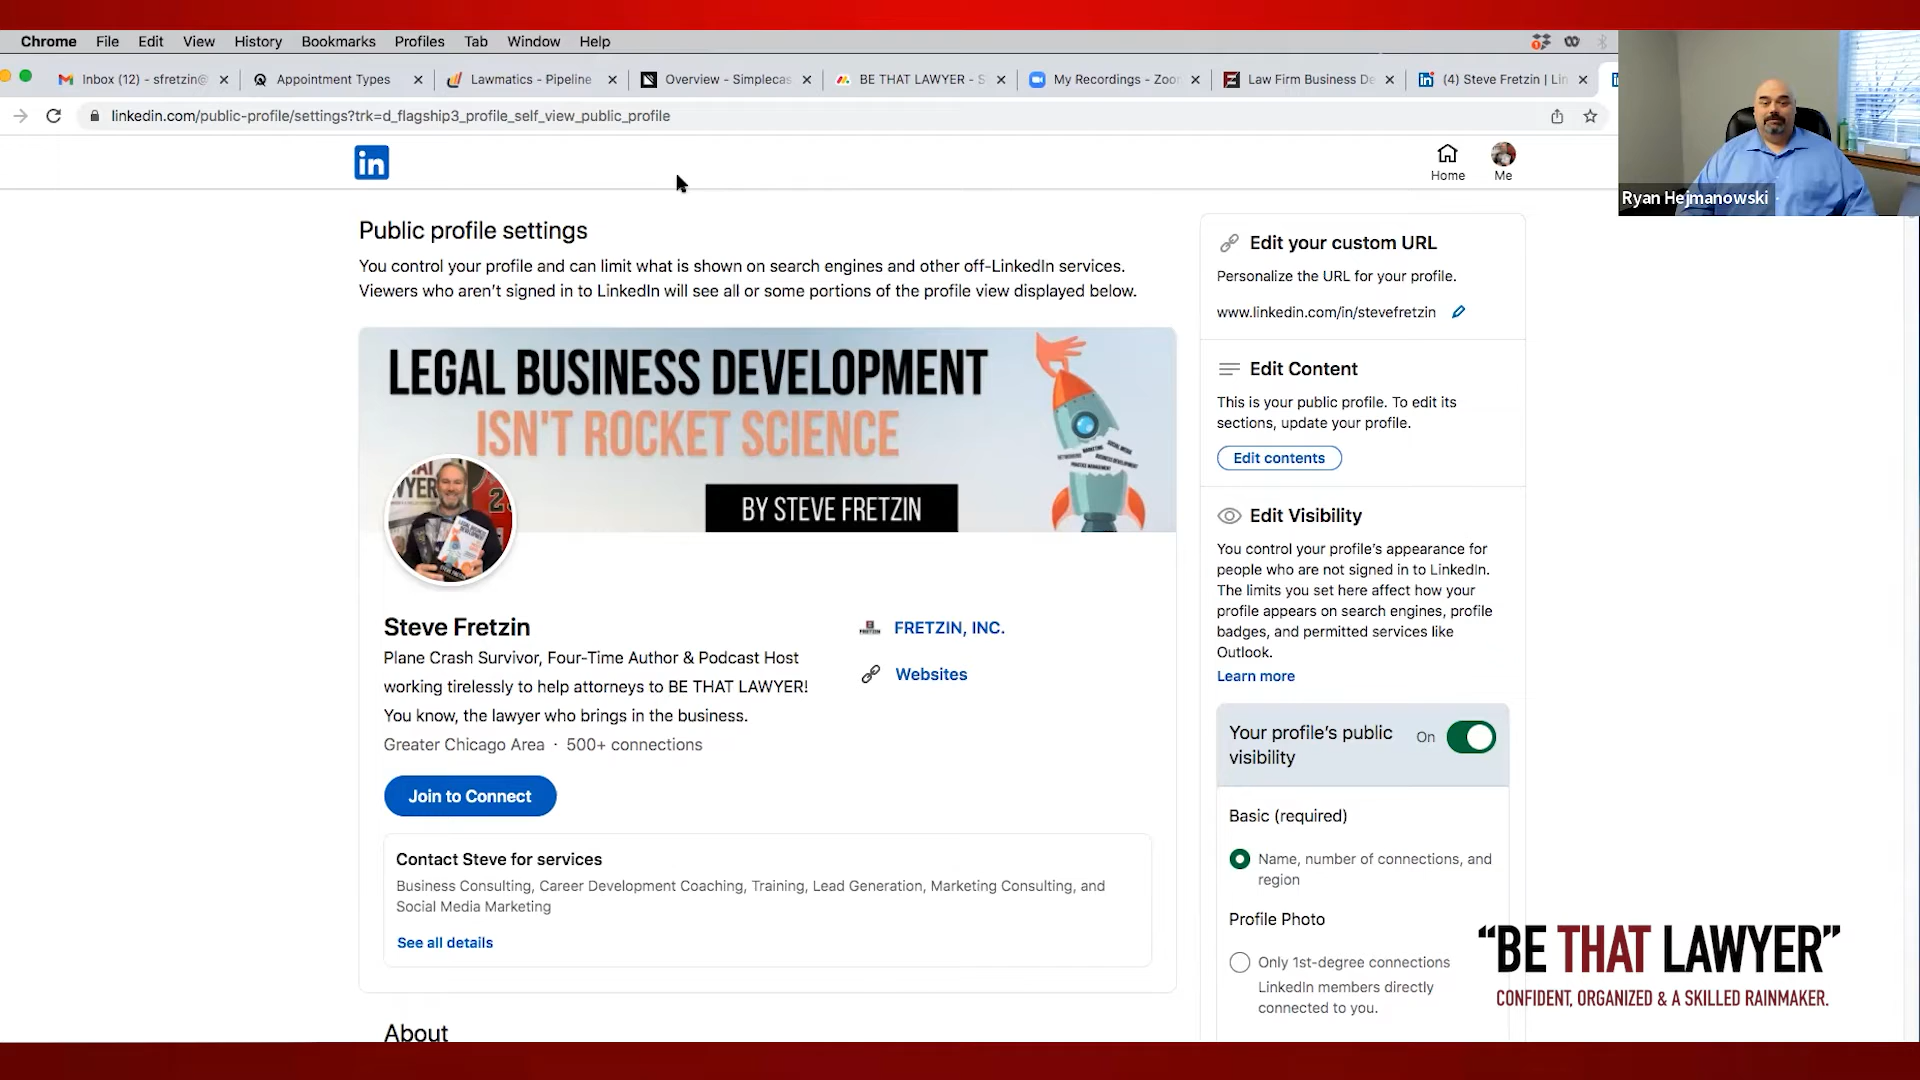 Chrome File Edit View History Bookmarks Profiles Tab Window Help
Inbox (12) - sfretzin@
Appointment Types
Lawmatics - Pipeline
Overview - Simplecas
BE THAT LAWYER - S
My Recordings - Zoo
Law Firm Business De
(4) Steve Fretzin | Lin
linkedin.com/public-profile/settings?trk=d_flagship3_profile_self_view_public_profile
in
Home
Me
Ryan Hejmanowski
Public profile settings
You control your profile and can limit what is shown on search engines and other off-LinkedIn services.
Viewers who aren't signed in to LinkedIn will see all or some portions of the profile view displayed below.
LEGAL BUSINESS DEVELOPMENT
ISN'T ROCKET SCIENCE
BY STEVE FRETZIN
Steve Fretzin
Plane Crash Survivor, Four-Time Author & Podcast Host
working tirelessly to help attorneys to BE THAT LAWYER!
You know, the lawyer who brings in the business.
Greater Chicago Area · 500+ connections
FRETZIN, INC.
Websites
Join to Connect
Contact Steve for services
Business Consulting, Career Development Coaching, Training, Lead Generation, Marketing Consulting, and
Social Media Marketing
See all details
About
Edit your custom URL
Personalize the URL for your profile.
www.linkedin.com/in/stevefretzin
Edit Content
This is your public profile. To edit its
sections, update your profile.
Edit contents
Edit Visibility
You control your profile's appearance for
people who are not signed in to LinkedIn.
The limits you set here affect how your
profile appears on search engines, profile
badges, and permitted services like
Outlook.
Learn more
Your profile's public
visibility
On
Basic (required)
Name, number of connections, and
region
Profile Photo
Only 1st-degree connections
LinkedIn members directly
connected to you.
"BE THAT LAWYER"
CONFIDENT, ORGANIZED & A SKILLED RAINMAKER.